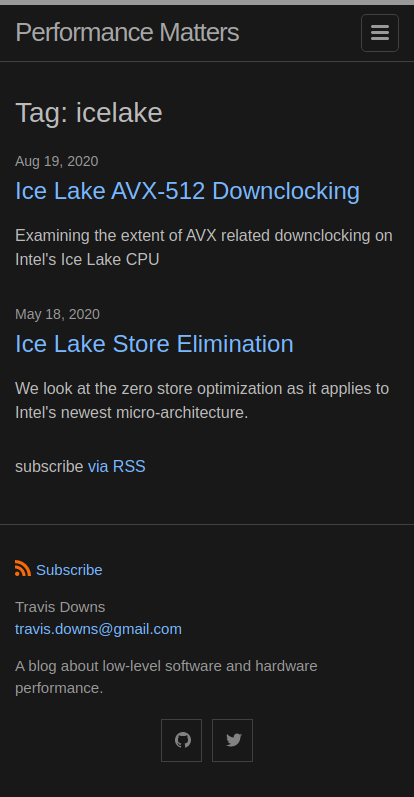 Performance Matters
Tag: icelake
Aug 19, 2020
Ice Lake AVX-512 Downclocking
Examining the extent of AVX related downclocking on
Intel's Ice Lake CPU
May 18, 2020
Ice Lake Store Elimination
We look at the zero store optimization as it applies to
Intel's newest micro-architecture.
subscribe via RSS
Subscribe
Travis Downs
travis.downs@gmail.com
A blog about low-level software and hardware
performance.